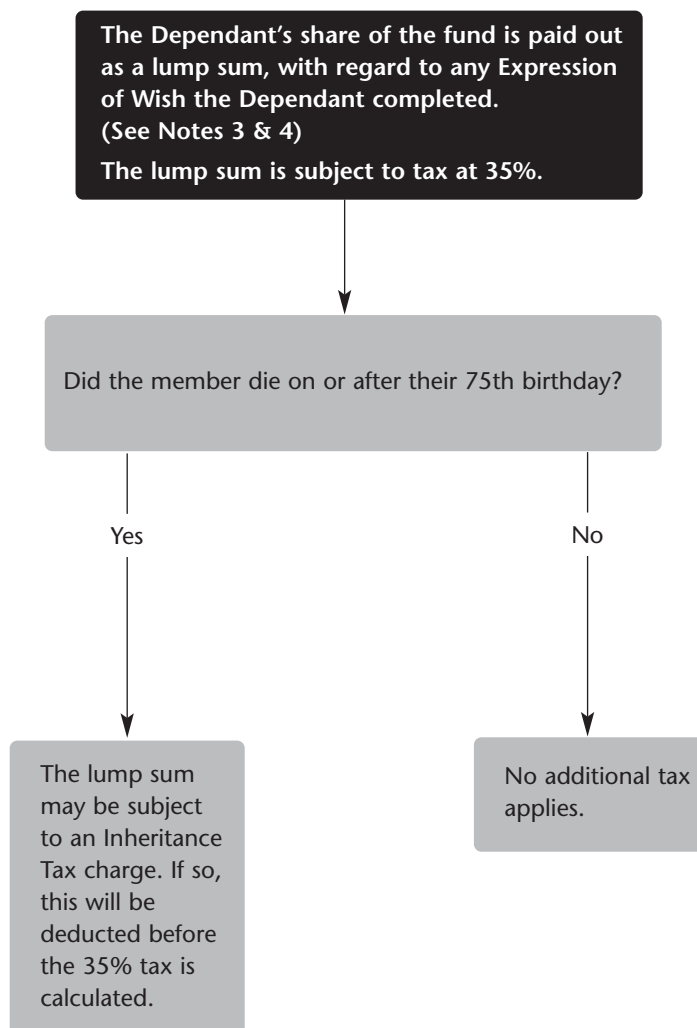 The Dependant’s share of the fund is paid out
as a lump sum, with regard to any Expression
of Wish the Dependant completed.
(See Notes 3 & 4)
The lump sum is subject to tax at 35%.
Did the member die on or after their 75th birthday?
Yes
No
The lump sum
may be subject
to an Inheritance
Tax charge. If so,
this will be
deducted before
the 35% tax is
calculated.
No additional tax
applies.